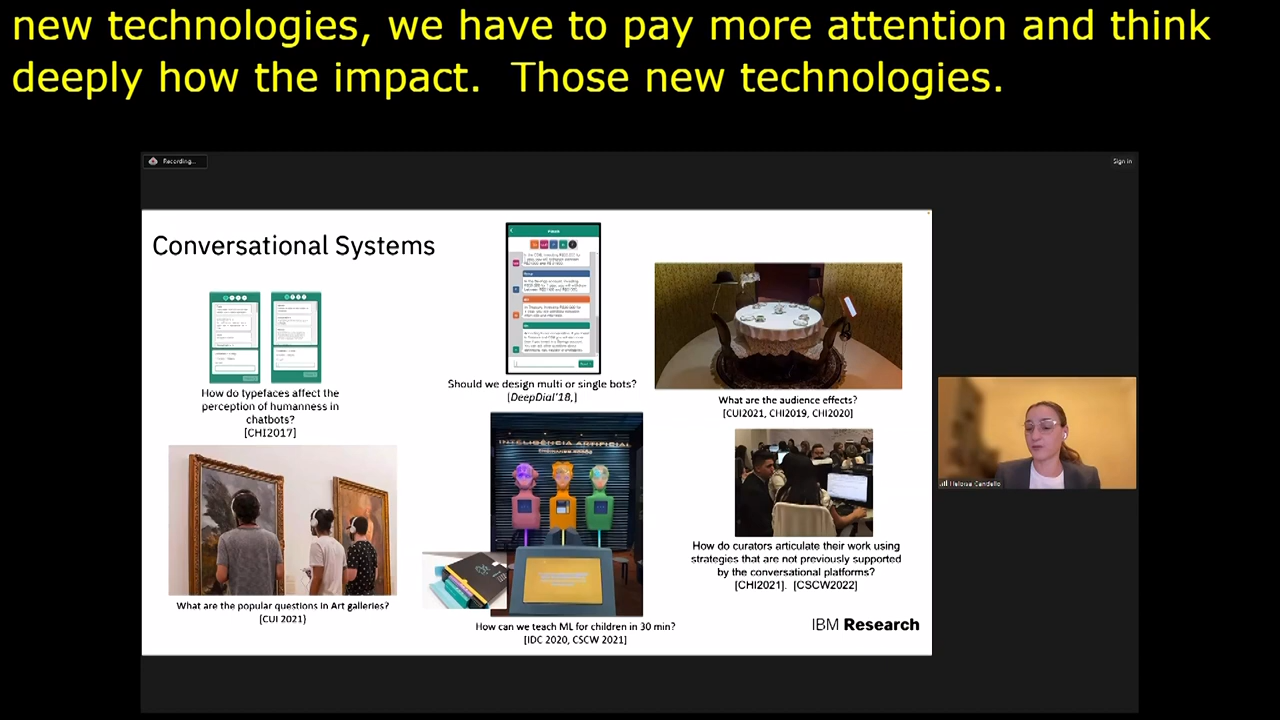 new technologies, we have to pay more attention and think
deeply how the impact.  Those new technologies.
Recording...
Sign in
Conversational Systems
How do typefaces affect the
perception of humanness in
chatbots?
[CHI2017]
Should we design multi or single bots?
[DeepDial'18,]
What are the audience effects?
[CUI2021, CHI2019, CHI2020]
What are the popular questions in Art galleries?
[CUI 2021]
INTELIGÊNCIA ARTIFICIAL
How can we teach ML for children in 30 min?
[IDC 2020, CSCW 2021]
How do curators articulate their work using
strategies that are not previously supported
by the conversational platforms?
[CHI2021].  [CSCW2022]
IBM Research
Heloisa Candello